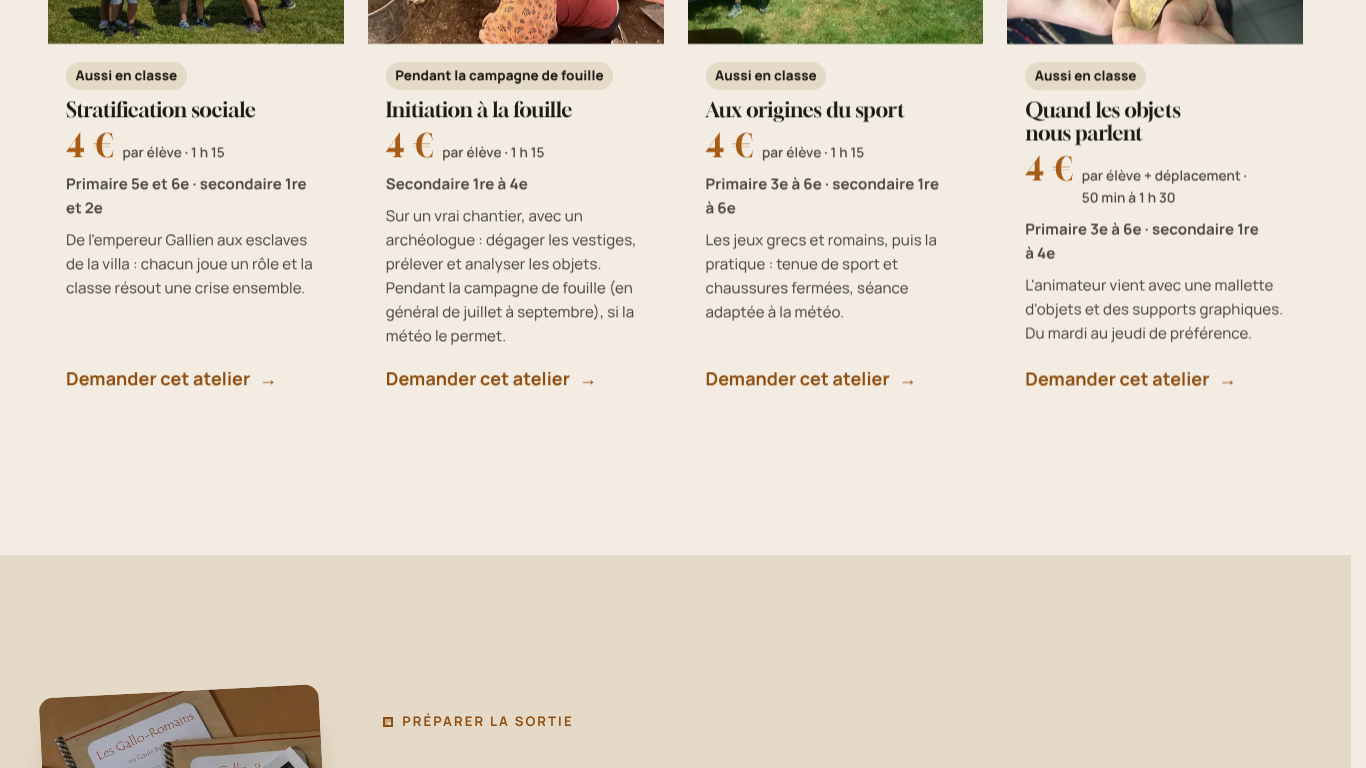 Aussi en classe
Stratification sociale
4 € par élève · 1 h 15
Primaire 5e et 6e · secondaire 1re
et 2e
De l'empereur Gallien aux esclaves
de la villa : chacun joue un rôle et la
classe résout une crise ensemble.
Demander cet atelier →
Pendant la campagne de fouille
Initiation à la fouille
4 € par élève · 1 h 15
Secondaire 1re à 4e
Sur un vrai chantier, avec un
archéologue : dégager les vestiges,
prélever et analyser les objets.
Pendant la campagne de fouille (en
général de juillet à septembre), si la
météo le permet.
Demander cet atelier →
Aussi en classe
Aux origines du sport
4 € par élève · 1 h 15
Primaire 3e à 6e · secondaire 1re
à 6e
Les jeux grecs et romains, puis la
pratique : tenue de sport et
chaussures fermées, séance
adaptée à la météo.
Demander cet atelier →
Aussi en classe
Quand les objets
nous parlent
4 € par élève + déplacement ·
50 min à 1 h 30
Primaire 3e à 6e · secondaire 1re
à 4e
L'animateur vient avec une mallette
d'objets et des supports graphiques.
Du mardi au jeudi de préférence.
Demander cet atelier →
PRÉPARER LA SORTIE
Les Gallo-Romains